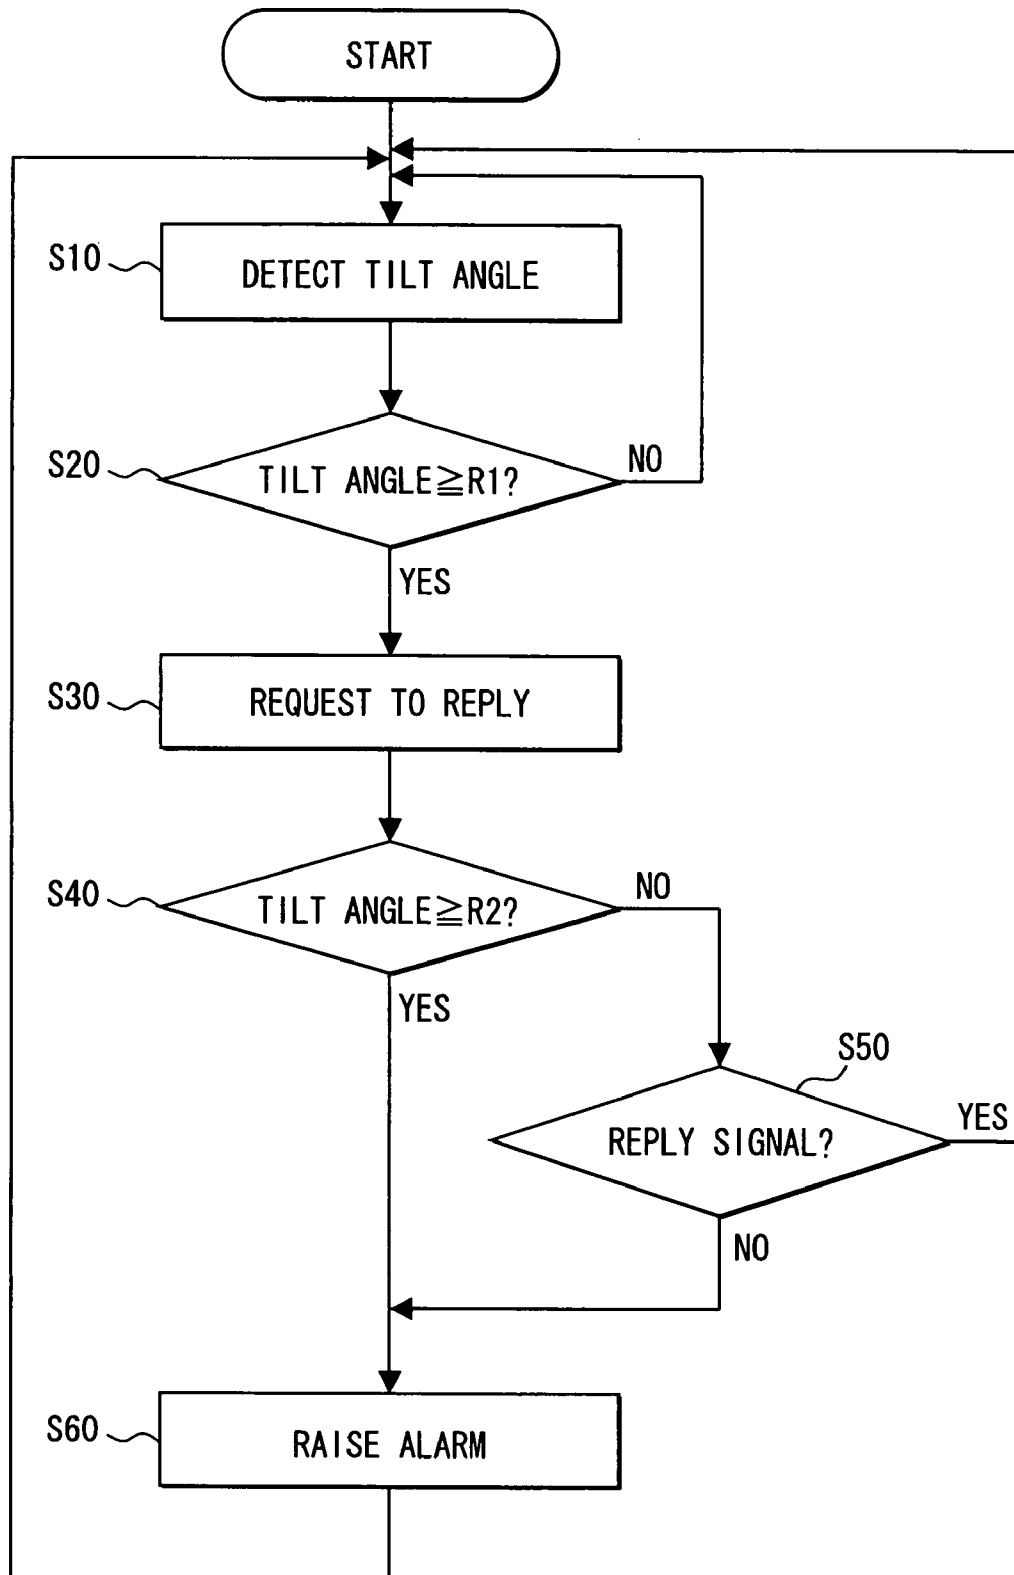 START
S10
DETECT TILT ANGLE
S20
TILT ANGLE≧R1?
NO
YES
S30
REQUEST TO REPLY
S40
TILT ANGLE≧R2?
NO
YES
S50
REPLY SIGNAL?
YES
NO
S60
RAISE ALARM